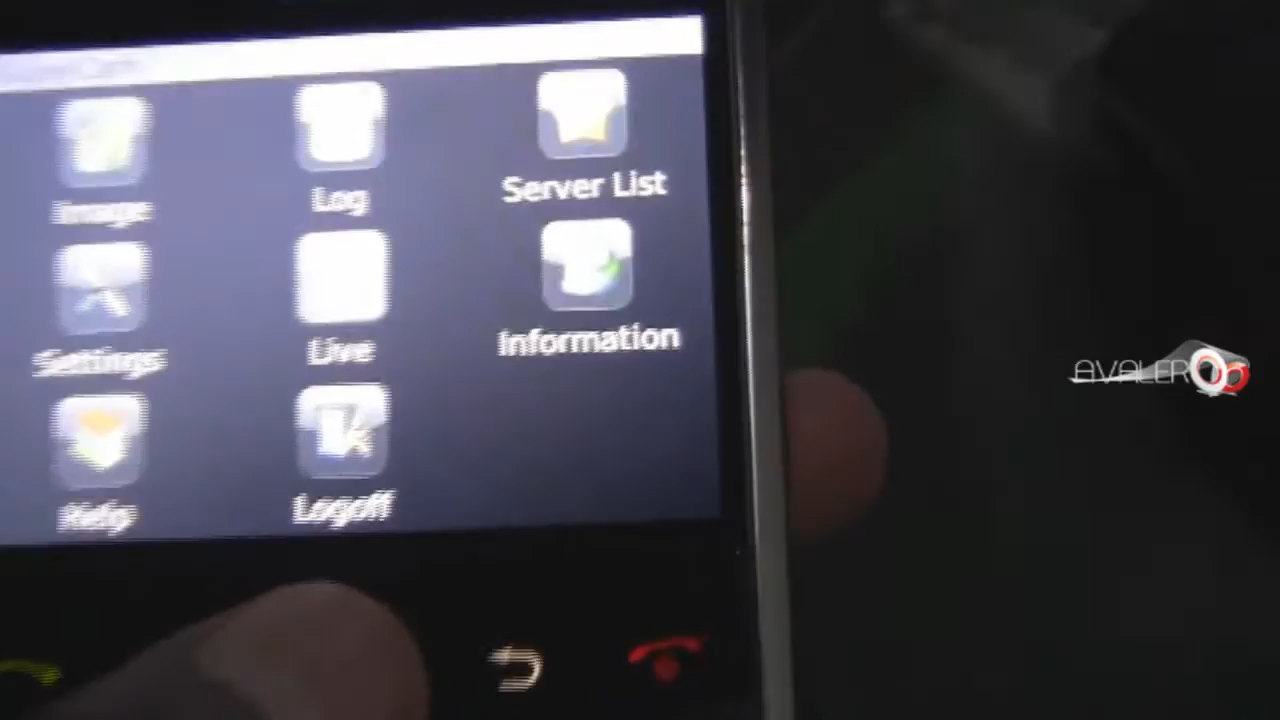 Image Log Server List
Settings Live Information
Help Logoff
AVALER